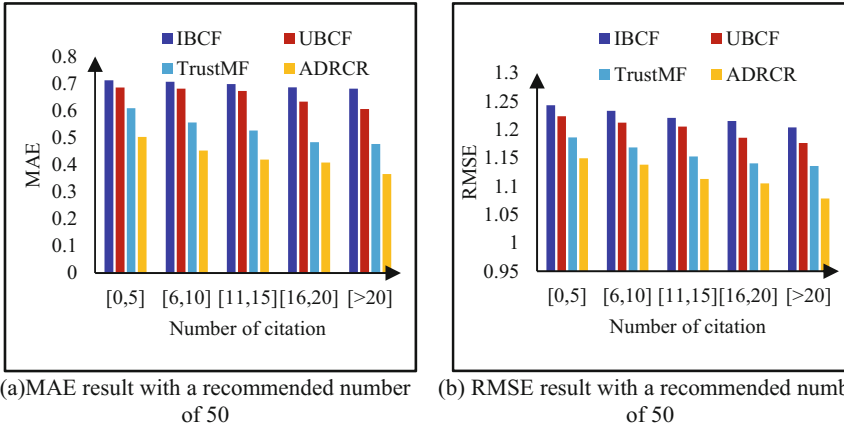 IBCF UBCF
TrustMF ADRCR
MAE
0.8
0.7
0.6
0.5
0.4
0.3
0.2
0.1
0
[0,5] [6,10] [11,15] [16,20] [>20]
Number of citation
(a)MAE result with a recommended number
of 50
IBCF UBCF
TrustMF ADRCR
RMSE
1.3
1.25
1.2
1.15
1.1
1.05
1
0.95
[0,5] [6,10] [11,15] [16,20] [>20]
Number of citation
(b) RMSE result with a recommended numb
of 50